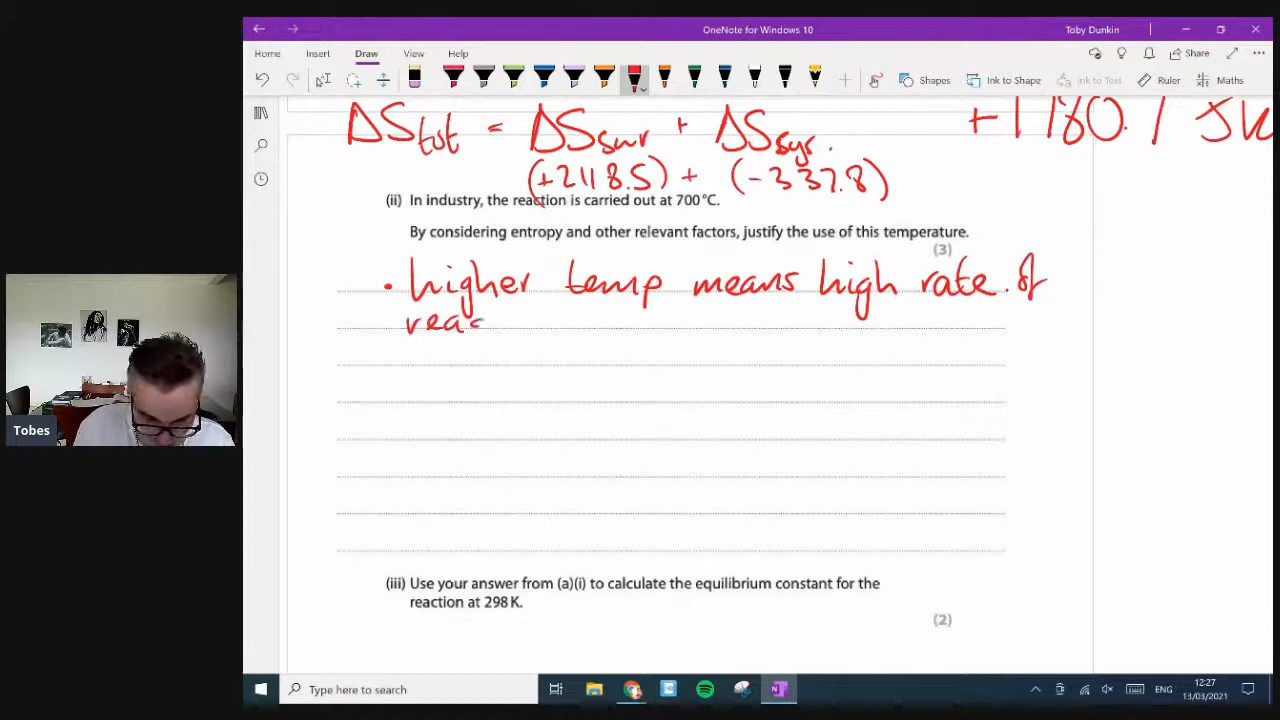 OneNote for Windows 10
Toby Dunkin
Home Insert Draw View Help
Share
Shapes
Ink to Shape
Ink to Text
Ruler
Maths
ΔStot = ΔSsurr + ΔSsys.
(+2118.5) + (-337.8)
(ii) In industry, the reaction is carried out at 700 °C.
By considering entropy and other relevant factors, justify the use of this temperature.
(3)
• higher temp means high rate of
reac
Tobes
(iii) Use your answer from (a)(i) to calculate the equilibrium constant for the
reaction at 298 K.
(2)
Type here to search
ENG
12:27
13/03/2021